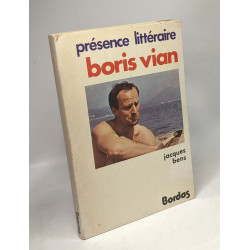 présence littéraire
boris vian
jacques
bens
Bordas